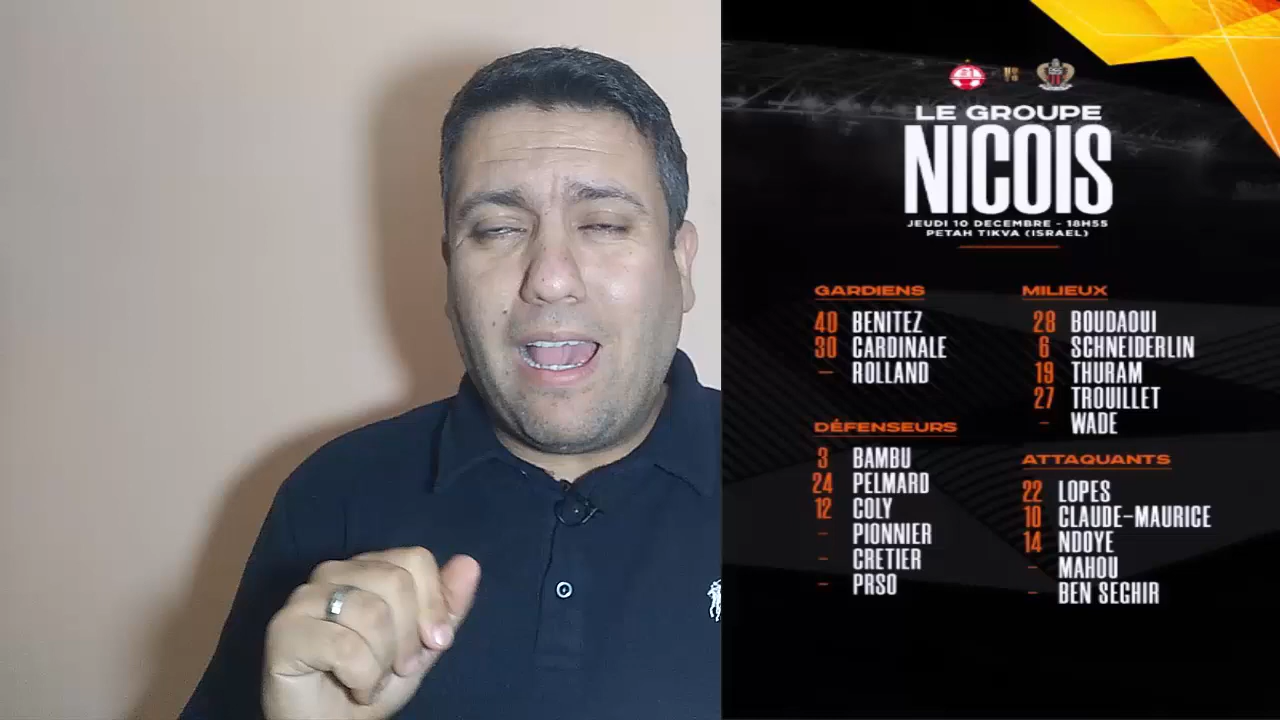 VS
LE GROUPE
NICOIS
JEUDI 10 DECEMBRE - 18H55
PETAH TIKVA (ISRAEL)
GARDIENS
40 BENITEZ
30 CARDINALE
- ROLLAND
DÉFENSEURS
3 BAMBU
24 PELMARD
12 COLY
- PIONNIER
- CRETIER
- PRSO
MILIEUX
28 BOUDAOUI
6 SCHNEIDERLIN
19 THURAM
27 TROUILLET
- WADE
ATTAQUANTS
22 LOPES
10 CLAUDE-MAURICE
14 NDOYE
- MAHOU
- BEN SEGHIR